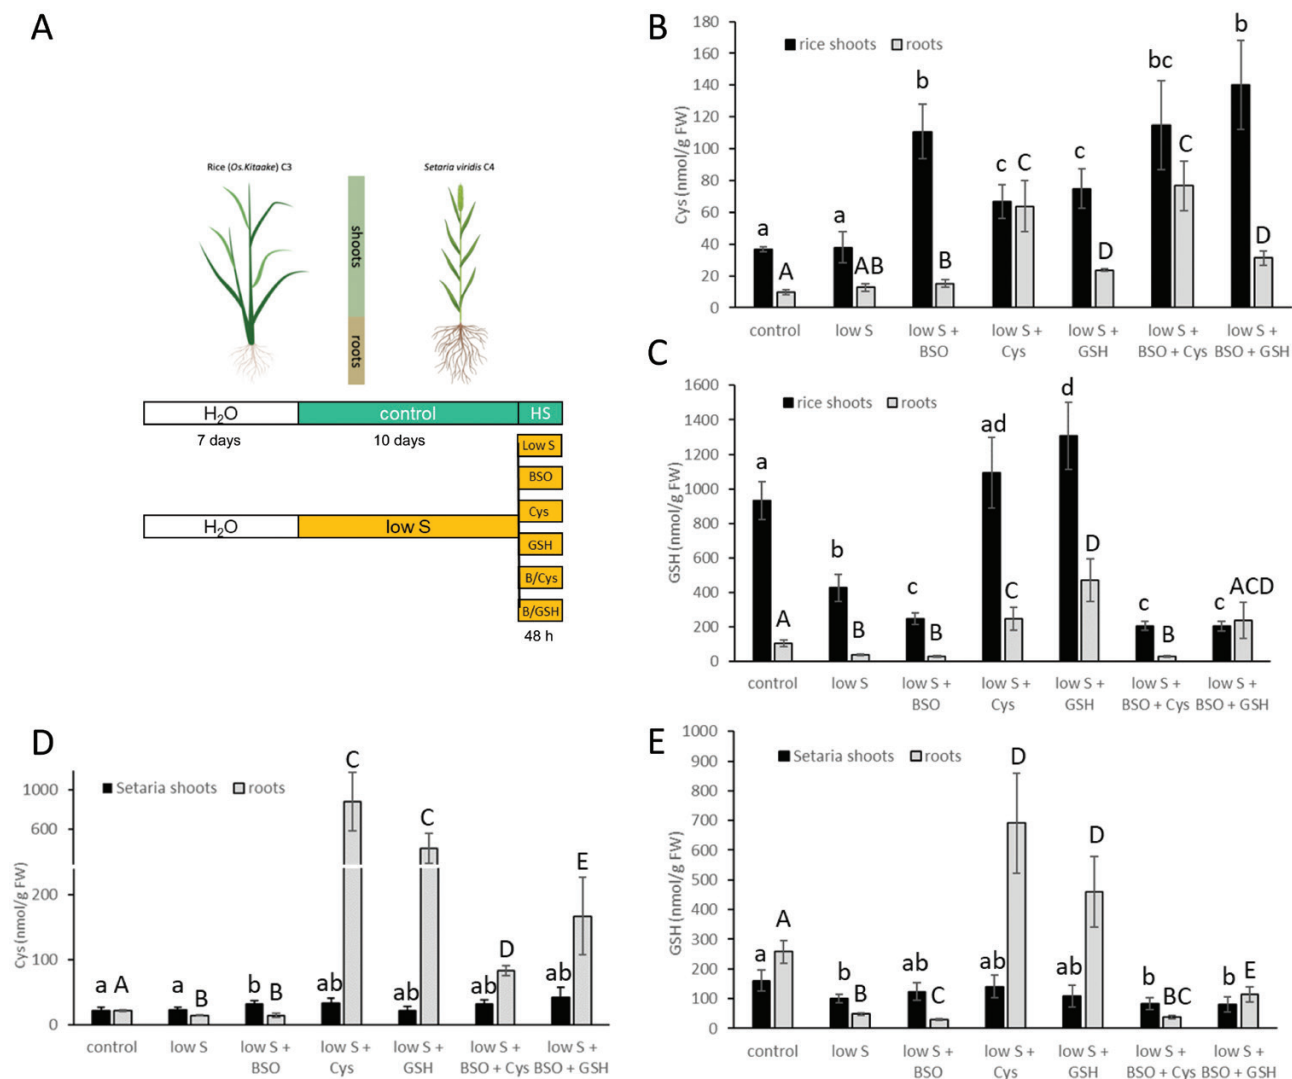 A
Rice (Os.Kitaake) C3
Setaria viridis C4
shoots
roots
H2O
control
HS
7 days
10 days
Low S
BSO
Cys
H2O
low S
GSH
B/Cys
B/GSH
48 h
B
180
160
140
120
100
80
60
40
20
0
Cys (nmol/g FW)
rice shoots
roots
a
A
a
AB
b
B
c
C
c
D
bc
C
b
D
control
low S
low S +
BSO
low S +
Cys
low S +
GSH
low S +
BSO + Cys
low S +
BSO + GSH
C
1600
1400
1200
1000
800
600
400
200
0
GSH (nmol/g FW)
rice shoots
roots
a
A
b
B
c
B
ad
C
d
D
c
B
c
ACD
control
low S
low S +
BSO
low S +
Cys
low S +
GSH
low S +
BSO + Cys
low S +
BSO + GSH
D
1000
600
200
100
0
Cys (nmol/g FW)
Setaria shoots
roots
a
A
a
B
b
B
ab
C
ab
C
ab
D
ab
E
control
low S
low S +
BSO
low S +
Cys
low S +
GSH
low S +
BSO + Cys
low S +
BSO + GSH
E
1000
900
800
700
600
500
400
300
200
100
0
GSH (nmol/g FW)
Setaria shoots
roots
a
A
b
B
ab
C
ab
D
ab
D
b
BC
b
E
control
low S
low S +
BSO
low S +
Cys
low S +
GSH
low S +
BSO + Cys
low S +
BSO + GSH